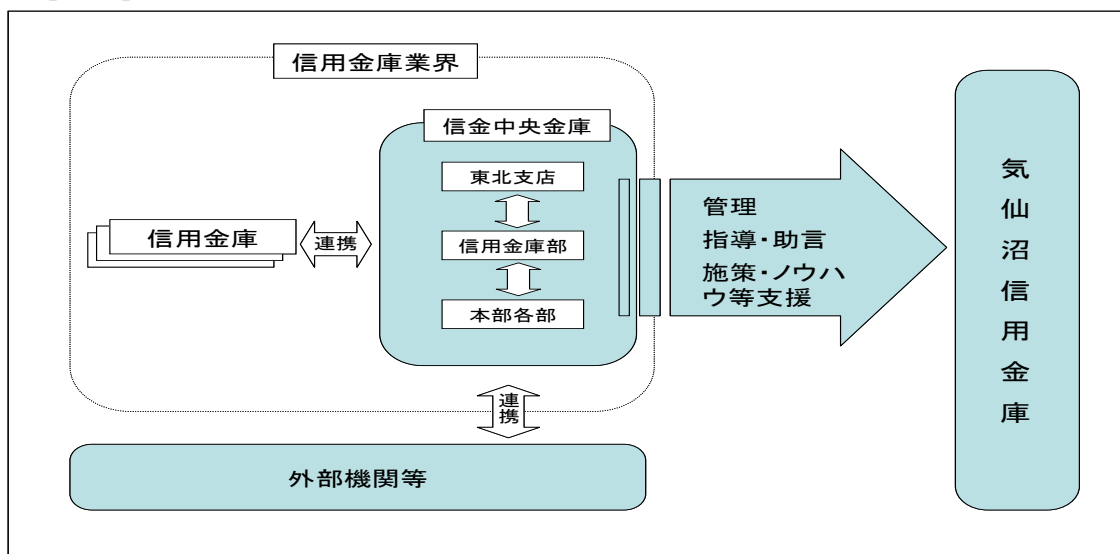 信用金庫業界
信金中央金庫
東北支店
信用金庫
連携
信用金庫部
本部各部
管理
指導・助言
施策・ノウハ
ウ等支援
気仙沼信用金庫
連携
外部機関等